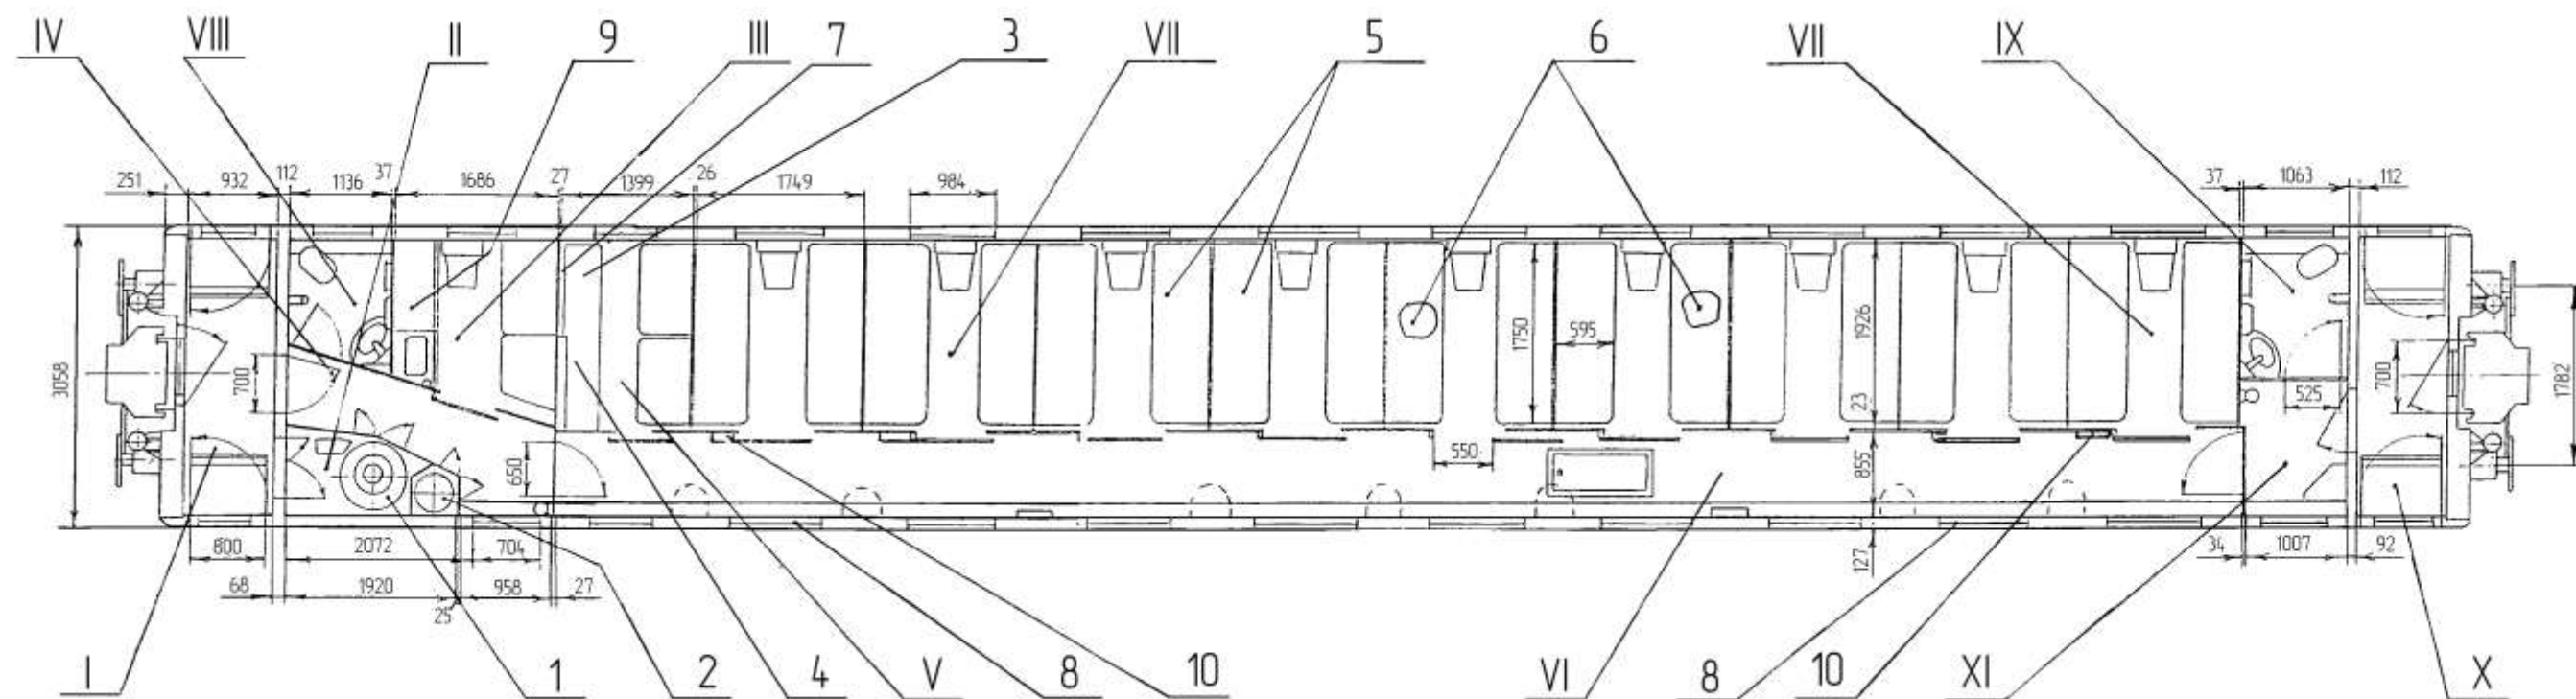 IV VIII II 9 III 7 3 VII 5 6 VII IX
251 932 112 1136 37 1686 27 1399 26 1749 984 37 1063 112
3058 700 650 1750 595 1926 23 550 855 525 700 1782
800 2072 704 127 34 1007 92
68 1920 25 958 27
I 1 2 4 V 8 10 VI 8 10 XI X